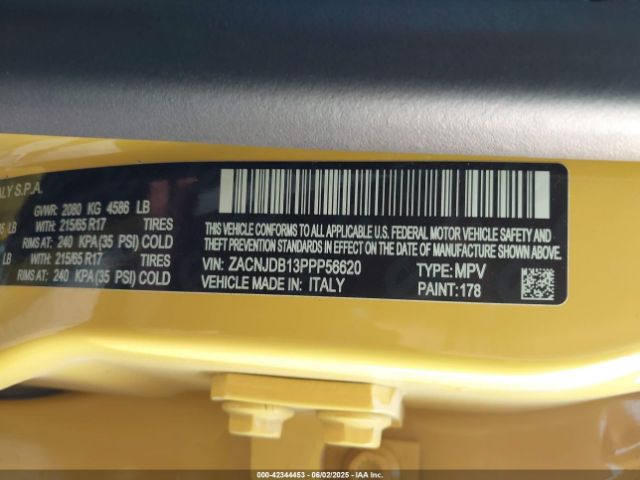 ALY S.P.A.
GVWR: 2080 KG 4586 LB
LB WITH: 215/65 R17 TIRES
RIMS AT: 240 KPA(35 PSI) COLD
LB WITH: 215/65 R17 TIRES
RIMS AT: 240 KPA(35 PSI) COLD
THIS VEHICLE CONFORMS TO ALL APPLICABLE U.S. FEDERAL MOTOR VEHICLE SAFETY,
BUMPER, AND THEFT PREVENTION STANDARDS IN EFFECT ON THE DATE OF MANUFACTURE SHOWN ABOVE.
VIN: ZACNJDB13PPP56620 TYPE: MPV
VEHICLE MADE IN: ITALY PAINT: 178
000-42344453 | 06/02/2025 | IAA Inc.